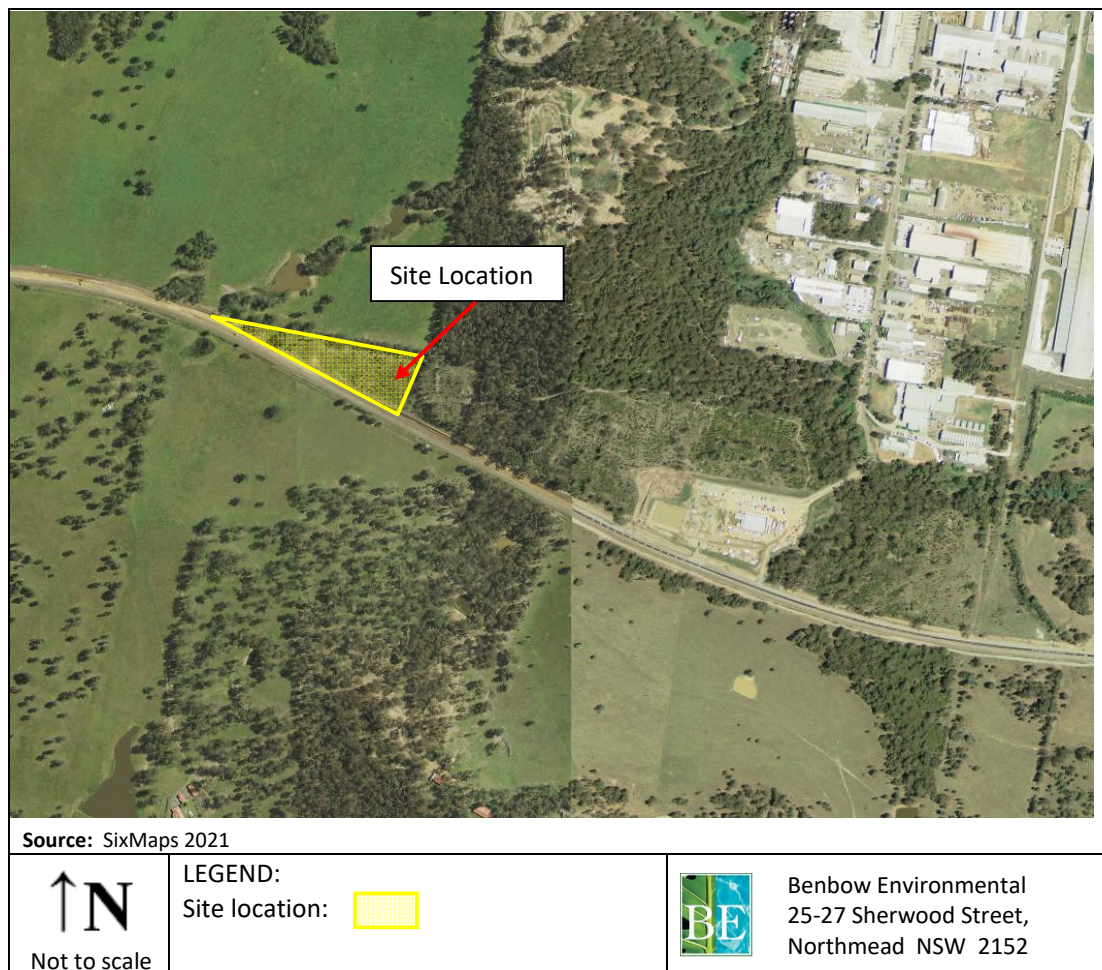 Site Location
Source: SixMaps 2021
↑N
Not to scale
LEGEND:
Site location:
BE
Benbow Environmental
25-27 Sherwood Street,
Northmead NSW 2152